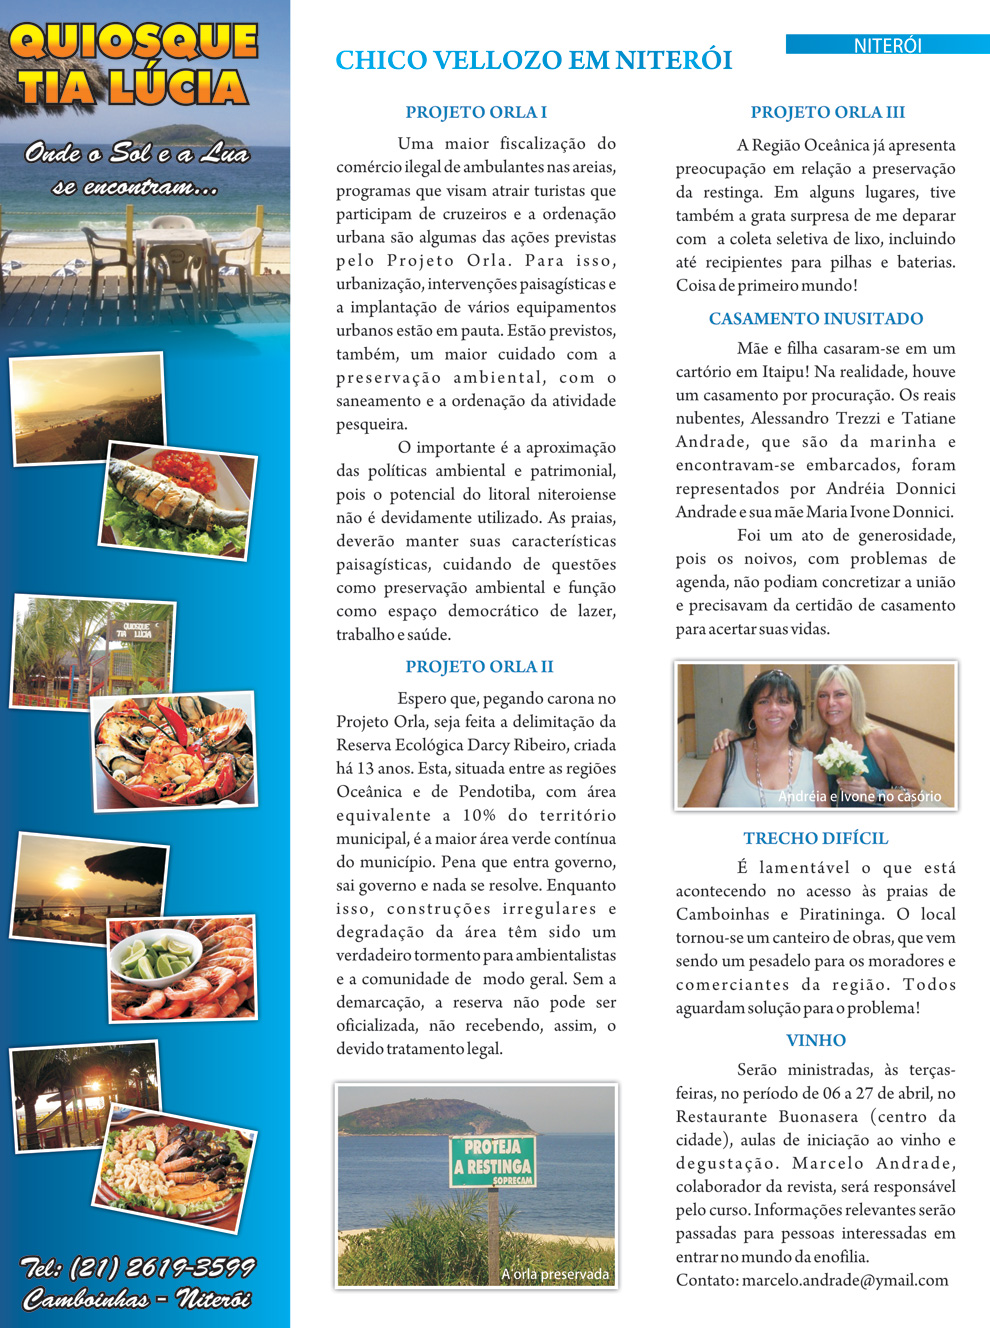 QUIOSQUE
TIA LÚCIA
Onde o Sol e a Lua
se encontram...
QUIOSQUE
TIA LÚCIA
Tel: (21) 2619-3599
Camboinhas - Niterói
NITERÓI
CHICO VELLOZO EM NITERÓI
PROJETO ORLA I
Uma maior fiscalização do
comércio ilegal de ambulantes nas areias,
programas que visam atrair turistas que
participam de cruzeiros e a ordenação
urbana são algumas das ações previstas
pelo Projeto Orla. Para isso,
urbanização, intervenções paisagísticas e
a implantação de vários equipamentos
urbanos estão em pauta. Estão previstos,
também, um maior cuidado com a
preservação ambiental, com o
saneamento e a ordenação da atividade
pesqueira.
O importante é a aproximação
das políticas ambiental e patrimonial,
pois o potencial do litoral niteroiense
não é devidamente utilizado. As praias,
deverão manter suas características
paisagísticas, cuidando de questões
como preservação ambiental e função
como espaço democrático de lazer,
trabalho e saúde.
PROJETO ORLA II
Espero que, pegando carona no
Projeto Orla, seja feita a delimitação da
Reserva Ecológica Darcy Ribeiro, criada
há 13 anos. Esta, situada entre as regiões
Oceânica e de Pendotiba, com área
equivalente a 10% do território
municipal, é a maior área verde contínua
do município. Pena que entra governo,
sai governo e nada se resolve. Enquanto
isso, construções irregulares e
degradação da área têm sido um
verdadeiro tormento para ambientalistas
e a comunidade de modo geral. Sem a
demarcação, a reserva não pode ser
oficializada, não recebendo, assim, o
devido tratamento legal.
PROTEJA
A RESTINGA
SOPRECAM
A orla preservada
PROJETO ORLA III
A Região Oceânica já apresenta
preocupação em relação a preservação
da restinga. Em alguns lugares, tive
também a grata surpresa de me deparar
com a coleta seletiva de lixo, incluindo
até recipientes para pilhas e baterias.
Coisa de primeiro mundo!
CASAMENTO INUSITADO
Mãe e filha casaram-se em um
cartório em Itaipu! Na realidade, houve
um casamento por procuração. Os reais
nubentes, Alessandro Trezzi e Tatiane
Andrade, que são da marinha e
encontravam-se embarcados, foram
representados por Andréia Donnici
Andrade e sua mãe Maria Ivone Donnici.
Foi um ato de generosidade,
pois os noivos, com problemas de
agenda, não podiam concretizar a união
e precisavam da certidão de casamento
para acertar suas vidas.
Andréia e Ivone no casório
TRECHO DIFÍCIL
É lamentável o que está
acontecendo no acesso às praias de
Camboinhas e Piratininga. O local
tornou-se um canteiro de obras, que vem
sendo um pesadelo para os moradores e
comerciantes da região. Todos
aguardam solução para o problema!
VINHO
Serão ministradas, às terças-
feiras, no período de 06 a 27 de abril, no
Restaurante Buonasera (centro da
cidade), aulas de iniciação ao vinho e
degustação. Marcelo Andrade,
colaborador da revista, será responsável
pelo curso. Informações relevantes serão
passadas para pessoas interessadas em
entrar no mundo da enofilia.
Contato: marcelo.andrade@ymail.com